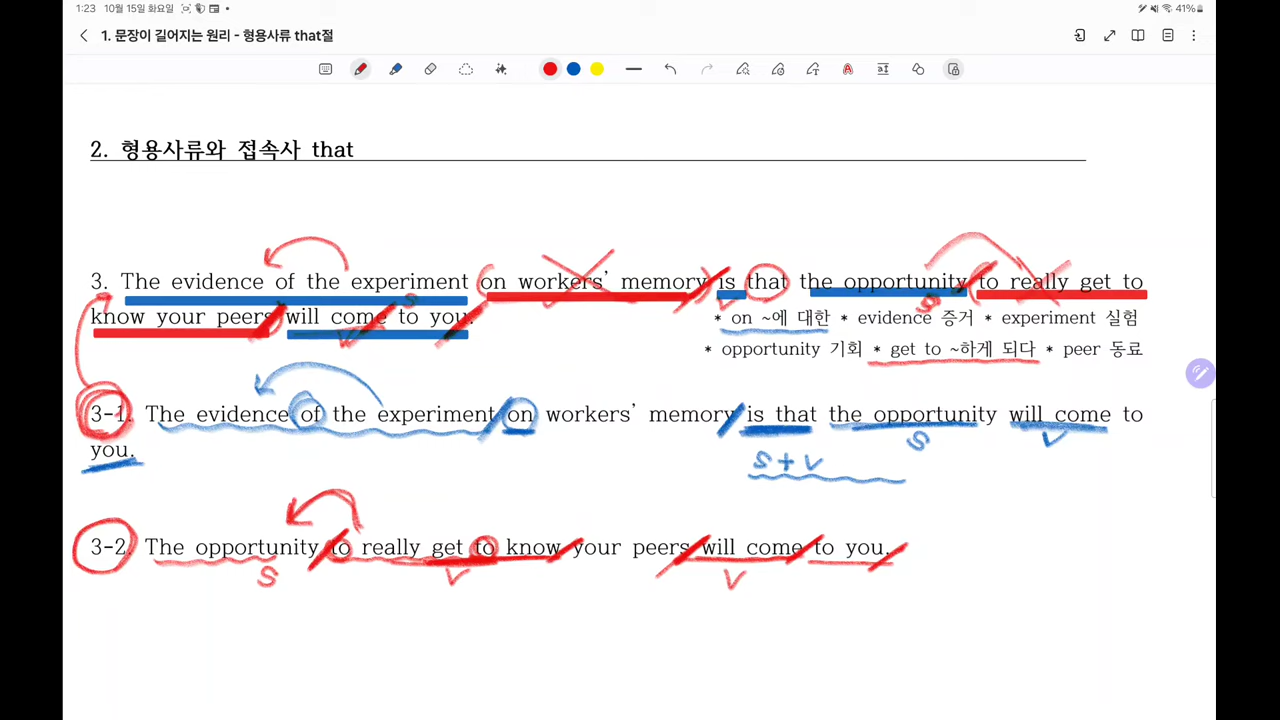 1:23 10월 15일 화요일 41%
1. 문장이 길어지는 원리 - 형용사류 that절
2. 형용사류와 접속사 that
3. The evidence of the experiment on workers' memory is that the opportunity to really get to
know your peers will come to you.
* on ~에 대한 * evidence 증거 * experiment 실험
* opportunity 기회 * get to ~하게 되다 * peer 동료
3-1. The evidence of the experiment on workers' memory is that the opportunity will come to
S V
you.
S + V
3-2. The opportunity to really get to know your peers will come to you.
S V V